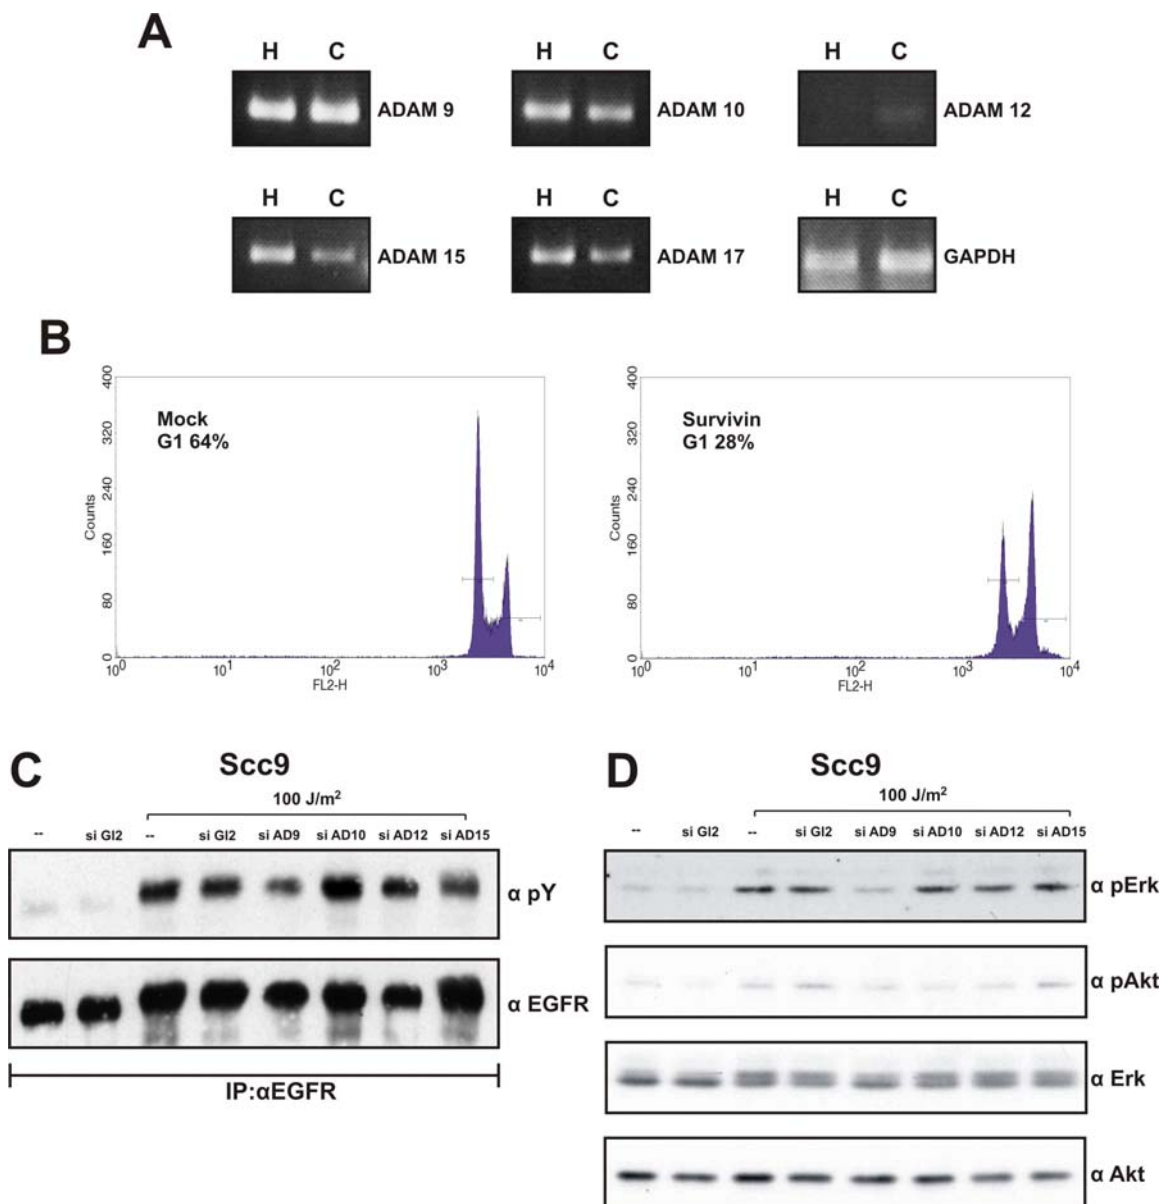 A
H C H C H C
ADAM 9 ADAM 10 ADAM 12
H C H C H C
ADAM 15 ADAM 17 GAPDH
B
400 320 240 160 80 0
Counts
Mock
G1 64%
10^0 10^1 10^2 10^3 10^4
FL2-H
400 320 240 160 80 0
Counts
Survivin
G1 28%
10^0 10^1 10^2 10^3 10^4
FL2-H
C
Scc9
100 J/m²
-- si Gl2 -- si Gl2 si AD9 si AD10 si AD12 si AD15
α pY
α EGFR
IP:αEGFR
D
Scc9
100 J/m²
-- si Gl2 -- si Gl2 si AD9 si AD10 si AD12 si AD15
α pErk
α pAkt
α Erk
α Akt